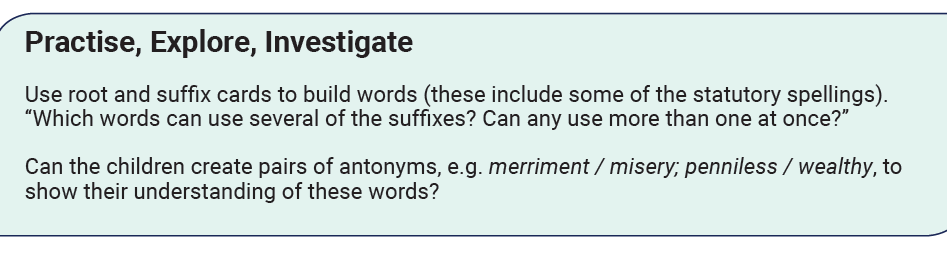 Practise, Explore, Investigate
Use root and suffix cards to build words (these include some of the statutory spellings).
“Which words can use several of the suffixes? Can any use more than one at once?”
Can the children create pairs of antonyms, e.g. merriment / misery; penniless / wealthy, to
show their understanding of these words?